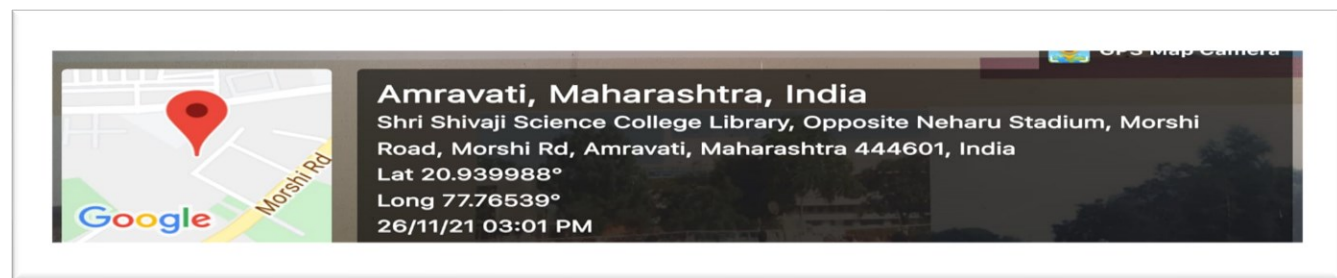 GPS Map Camera
Amravati, Maharashtra, India
Shri Shivaji Science College Library, Opposite Neharu Stadium, Morshi
Road, Morshi Rd, Amravati, Maharashtra 444601, India
Lat 20.939988°
Long 77.76539°
26/11/21 03:01 PM
Morshi Rd
Google